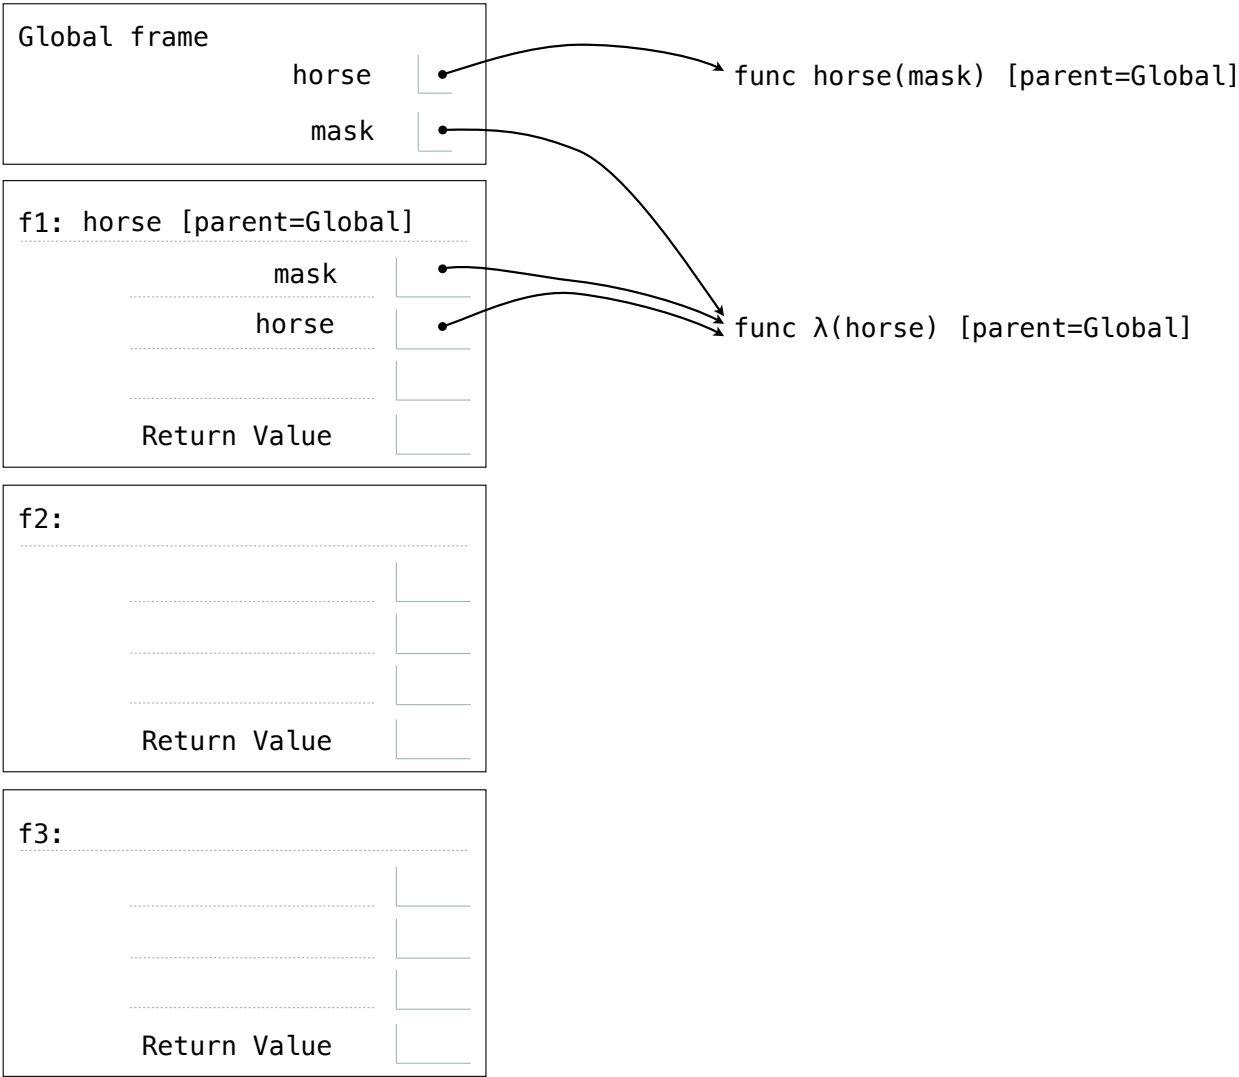 Global frame
horse
func horse(mask) [parent=Global]
mask
f1: horse [parent=Global]
mask
horse
func λ(horse) [parent=Global]
Return Value
f2:
Return Value
f3:
Return Value